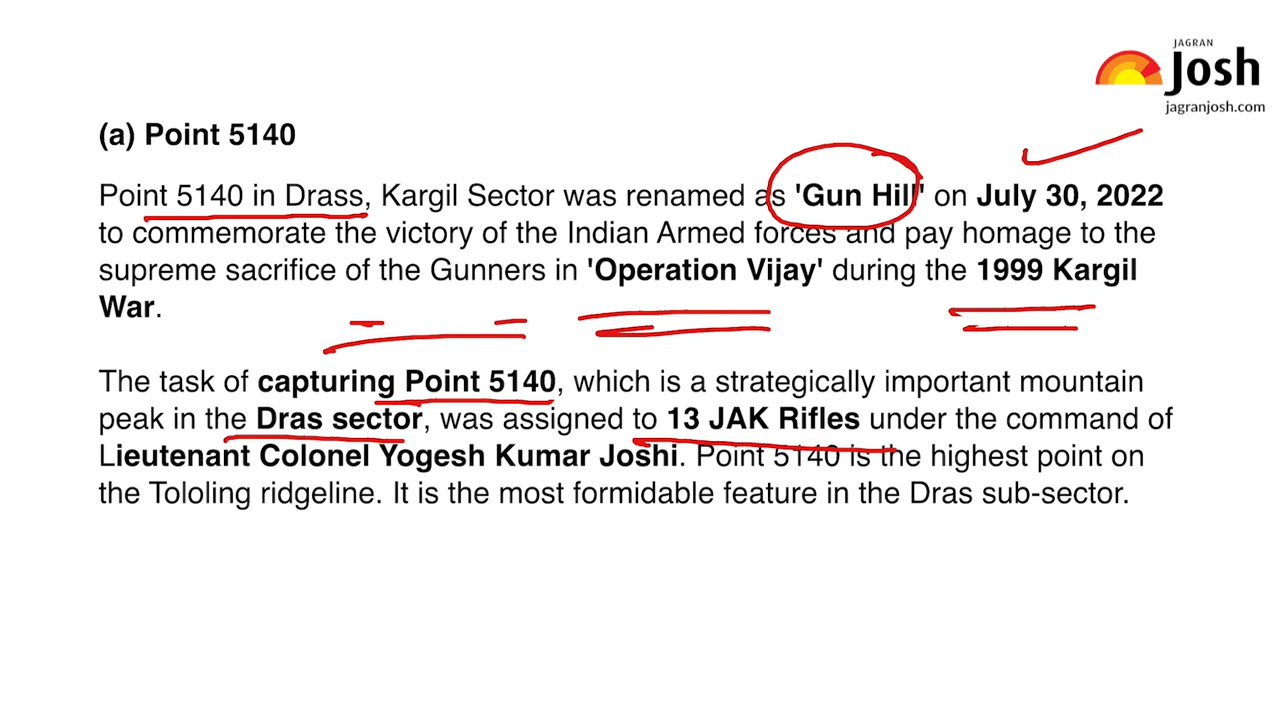 JAGRAN
Josh
jagranjosh.com
(a) Point 5140
Point 5140 in Drass, Kargil Sector was renamed as 'Gun Hill' on July 30, 2022
to commemorate the victory of the Indian Armed forces and pay homage to the
supreme sacrifice of the Gunners in 'Operation Vijay' during the 1999 Kargil
War.
The task of capturing Point 5140, which is a strategically important mountain
peak in the Dras sector, was assigned to 13 JAK Rifles under the command of
Lieutenant Colonel Yogesh Kumar Joshi. Point 5140 is the highest point on
the Tololing ridgeline. It is the most formidable feature in the Dras sub-sector.